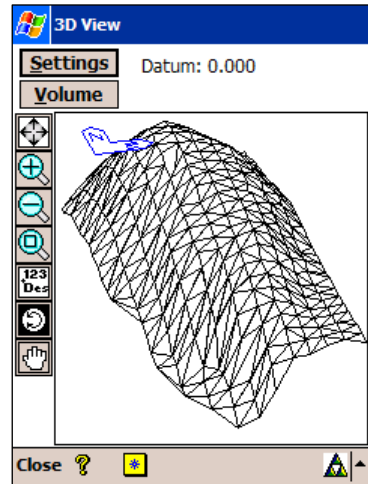 3D View
Settings
Datum: 0.000
Volume
N
123
Des
Close